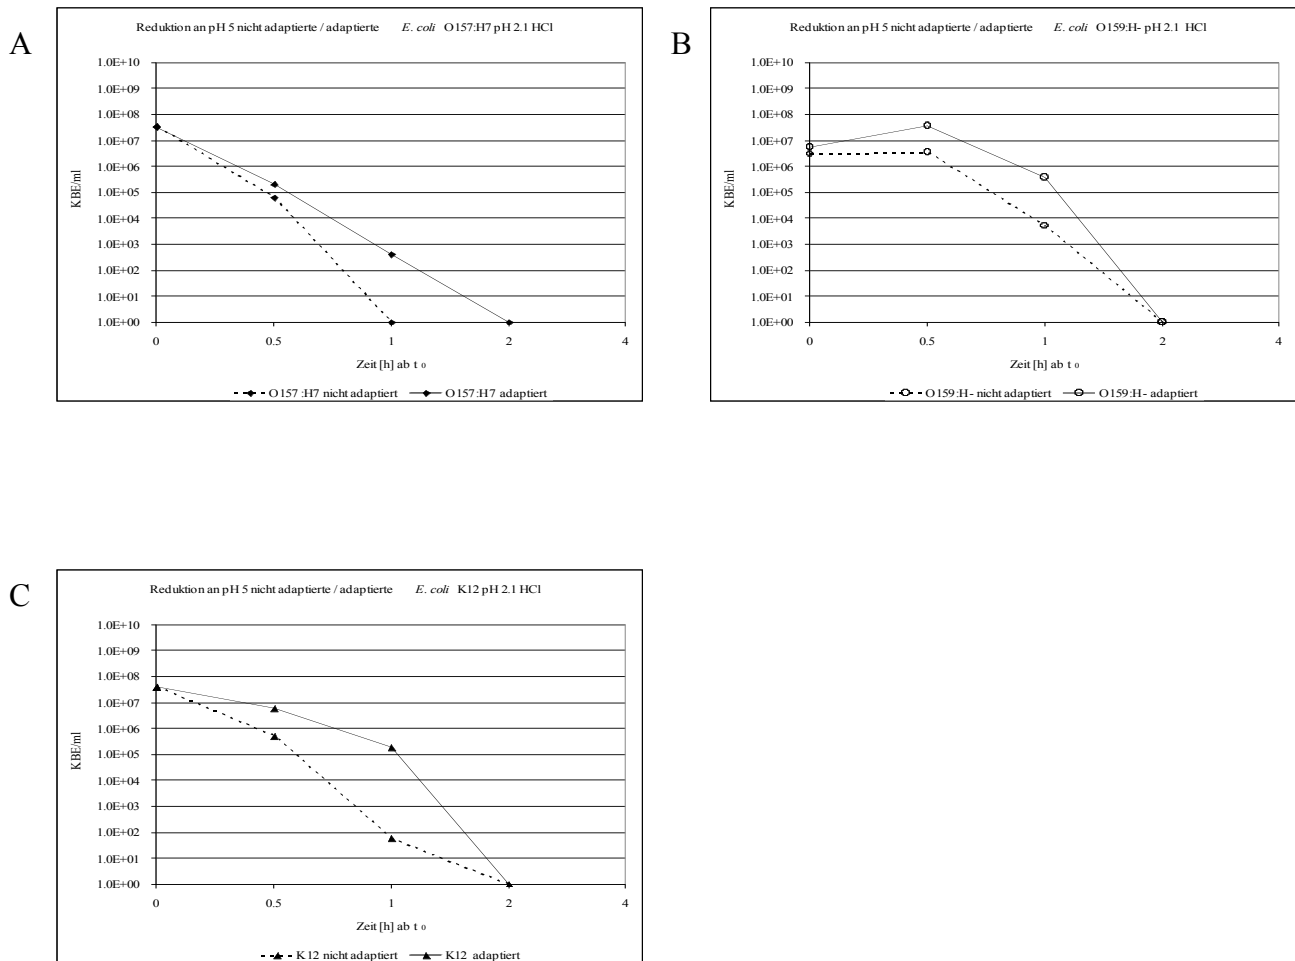 A
Reduktion an pH 5 nicht adaptierte / adaptierte E. coli O157:H7 pH 2.1 HCl
KBE/ml
1.0E+10
1.0E+09
1.0E+08
1.0E+07
1.0E+06
1.0E+05
1.0E+04
1.0E+03
1.0E+02
1.0E+01
1.0E+00
0 0.5 1 2 4
Zeit [h] ab t 0
O157:H7 nicht adaptiert O157:H7 adaptiert
B
Reduktion an pH 5 nicht adaptierte / adaptierte E. coli O159:H- pH 2.1 HCl
KBE/ml
1.0E+10
1.0E+09
1.0E+08
1.0E+07
1.0E+06
1.0E+05
1.0E+04
1.0E+03
1.0E+02
1.0E+01
1.0E+00
0 0.5 1 2 4
Zeit [h] ab t 0
O159:H- nicht adaptiert O159:H- adaptiert
C
Reduktion an pH 5 nicht adaptierte / adaptierte E. coli K12 pH 2.1 HCl
KBE/ml
1.0E+10
1.0E+09
1.0E+08
1.0E+07
1.0E+06
1.0E+05
1.0E+04
1.0E+03
1.0E+02
1.0E+01
1.0E+00
0 0.5 1 2 4
Zeit [h] ab t 0
K12 nicht adaptiert K12 adaptiert